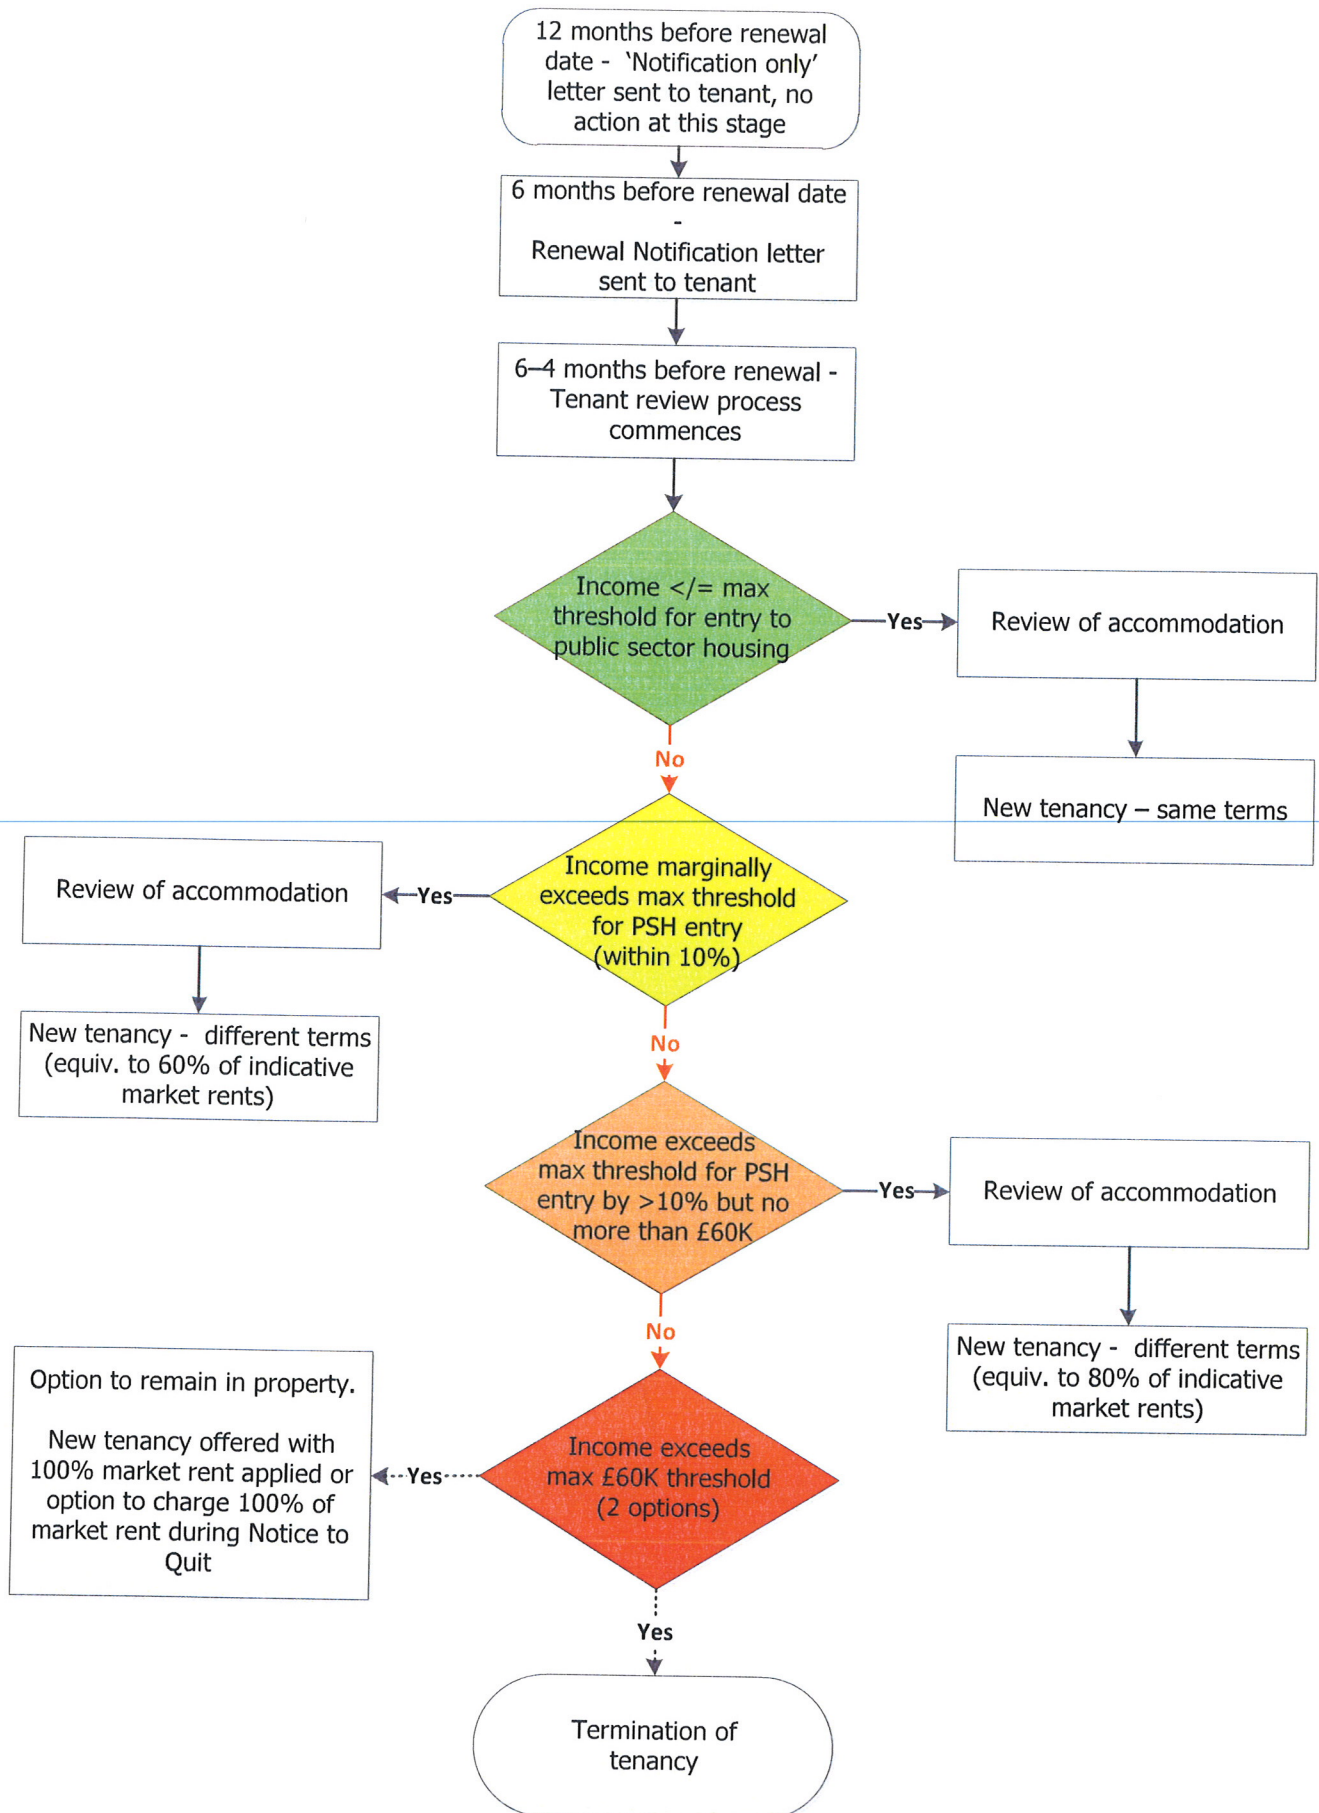 12 months before renewal
date -  ‘Notification only’
letter sent to tenant, no
action at this stage
6 months before renewal date
-
Renewal Notification letter
sent to tenant
6–4 months before renewal -
Tenant review process
commences
Income </= max
threshold for entry to
public sector housing
Yes
Review of accommodation
No
New tenancy – same terms
Income marginally
exceeds max threshold
for PSH entry
(within 10%)
Yes
Review of accommodation
New tenancy -  different terms
(equiv. to 60% of indicative
market rents)
No
Income exceeds
max threshold for PSH
entry by >10% but no
more than £60K
Yes
Review of accommodation
New tenancy -  different terms
(equiv. to 80% of indicative
market rents)
No
Income exceeds
max £60K threshold
(2 options)
Yes
Option to remain in property.
New tenancy offered with
100% market rent applied or
option to charge 100% of
market rent during Notice to
Quit
Yes
Termination of
tenancy